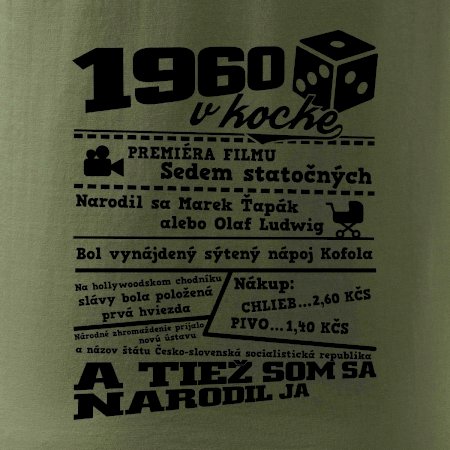 1960
v kocke
PREMIÉRA FILMU
Sedem statočných
Narodil sa Marek Ťapák
alebo Olaf Ludwig
Bol vynájdený sýtený nápoj Kofola
Na hollywoodskom chodníku
slávy bola položená
prvá hviezda
Nákup:
CHLIEB...2,60 KČS
PIVO...1,40 KČS
Národné zhromaždenie prijalo
novú ústavu
a názov štátu Česko-slovenská socialistická republika
A TIEŽ SOM SA
NARODIL JA